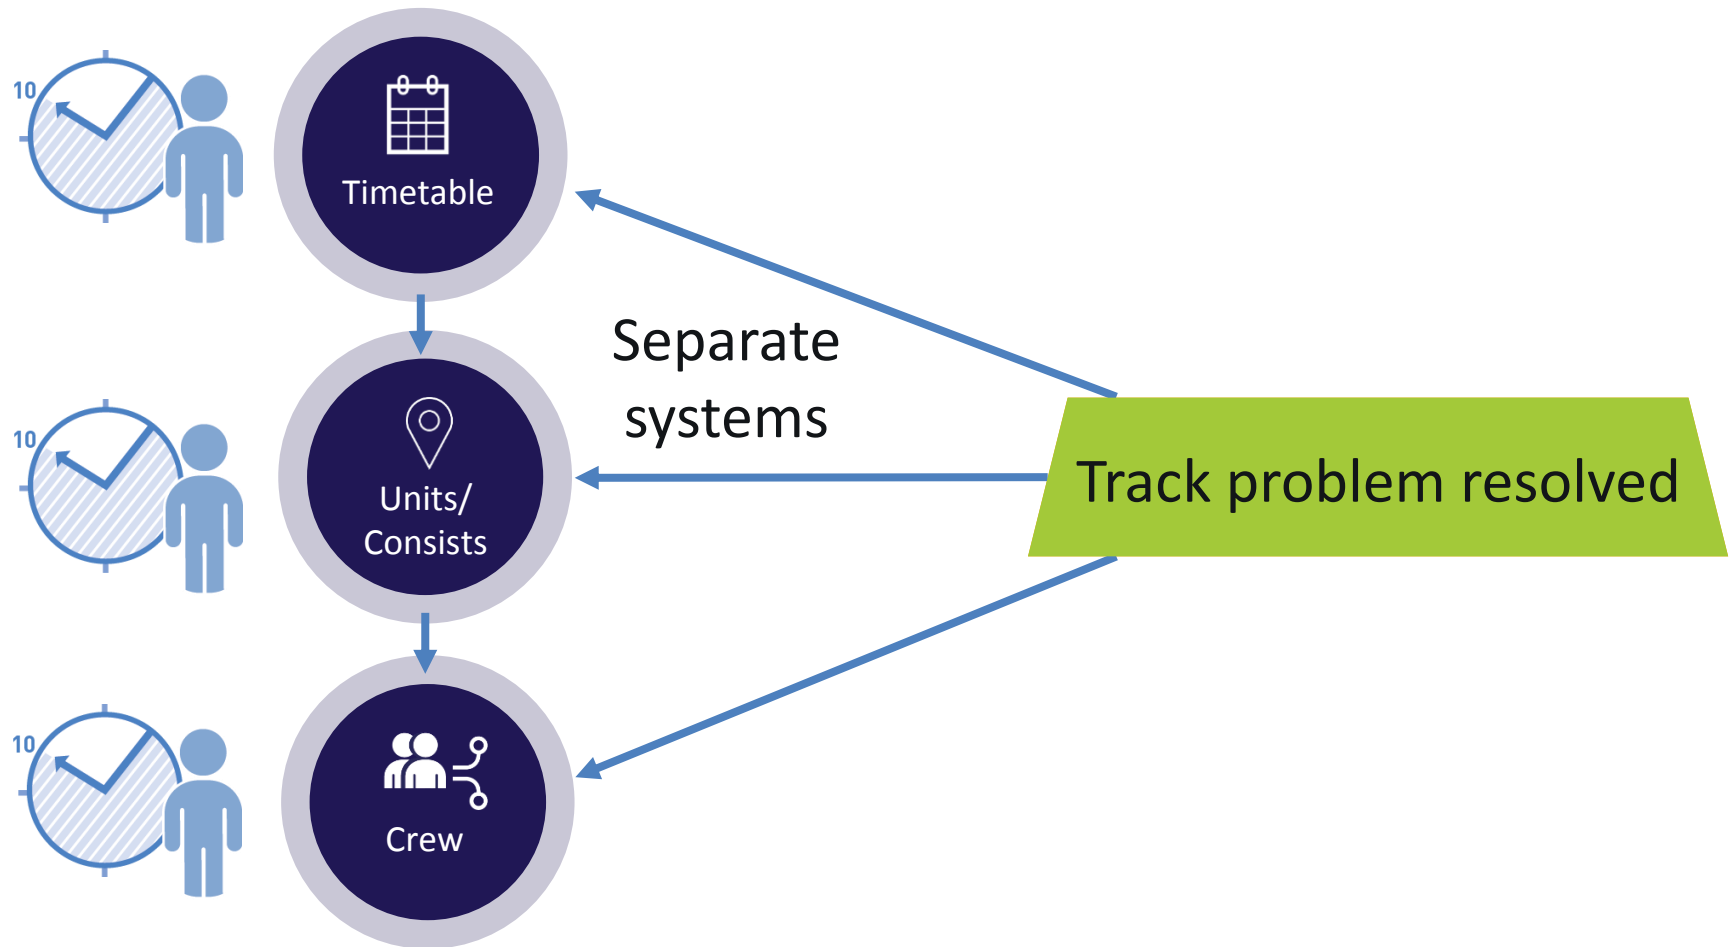 10
Timetable
Separate
systems
10
Units/
Consists
Track problem resolved
10
Crew